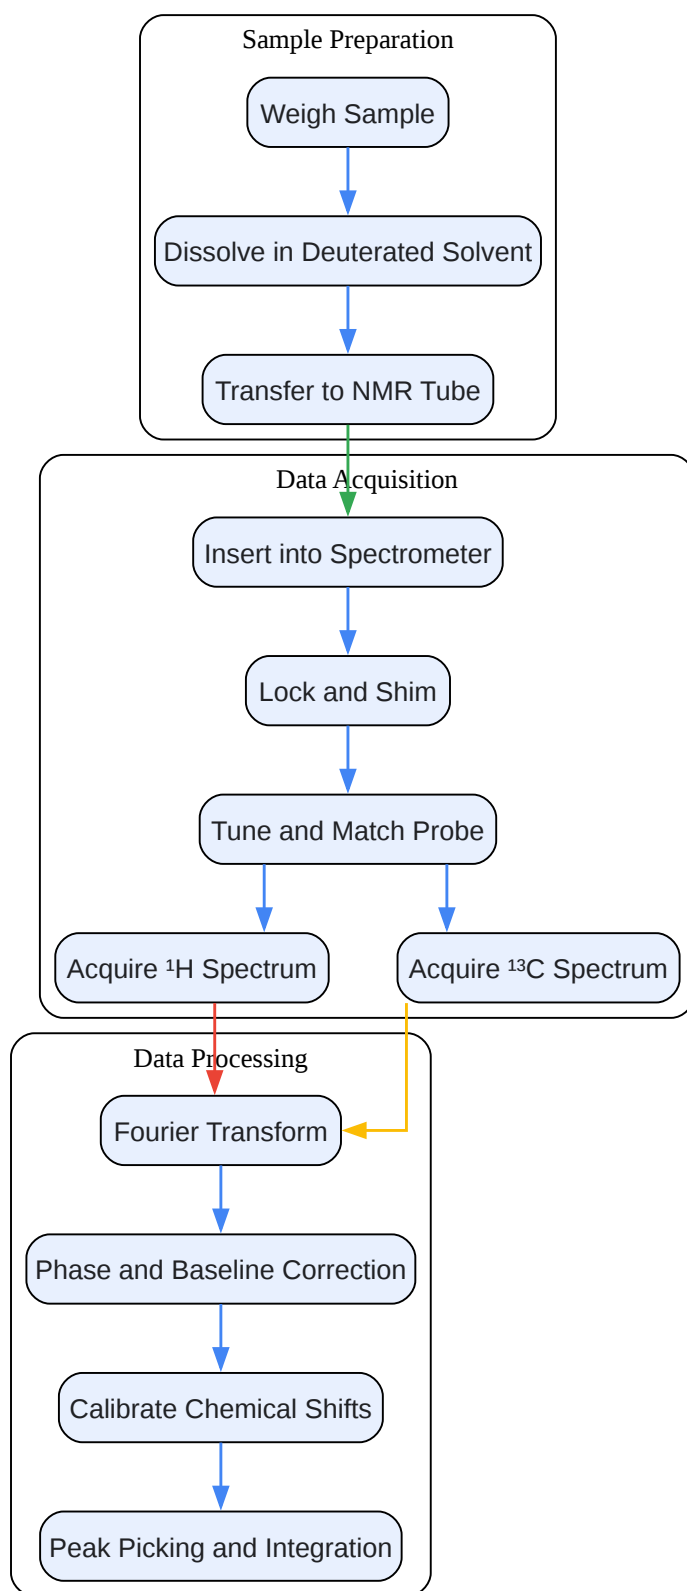 Sample Preparation
Weigh Sample
Dissolve in Deuterated Solvent
Transfer to NMR Tube
Data Acquisition
Insert into Spectrometer
Lock and Shim
Tune and Match Probe
Acquire ¹H Spectrum
Acquire ¹³C Spectrum
Data Processing
Fourier Transform
Phase and Baseline Correction
Calibrate Chemical Shifts
Peak Picking and Integration